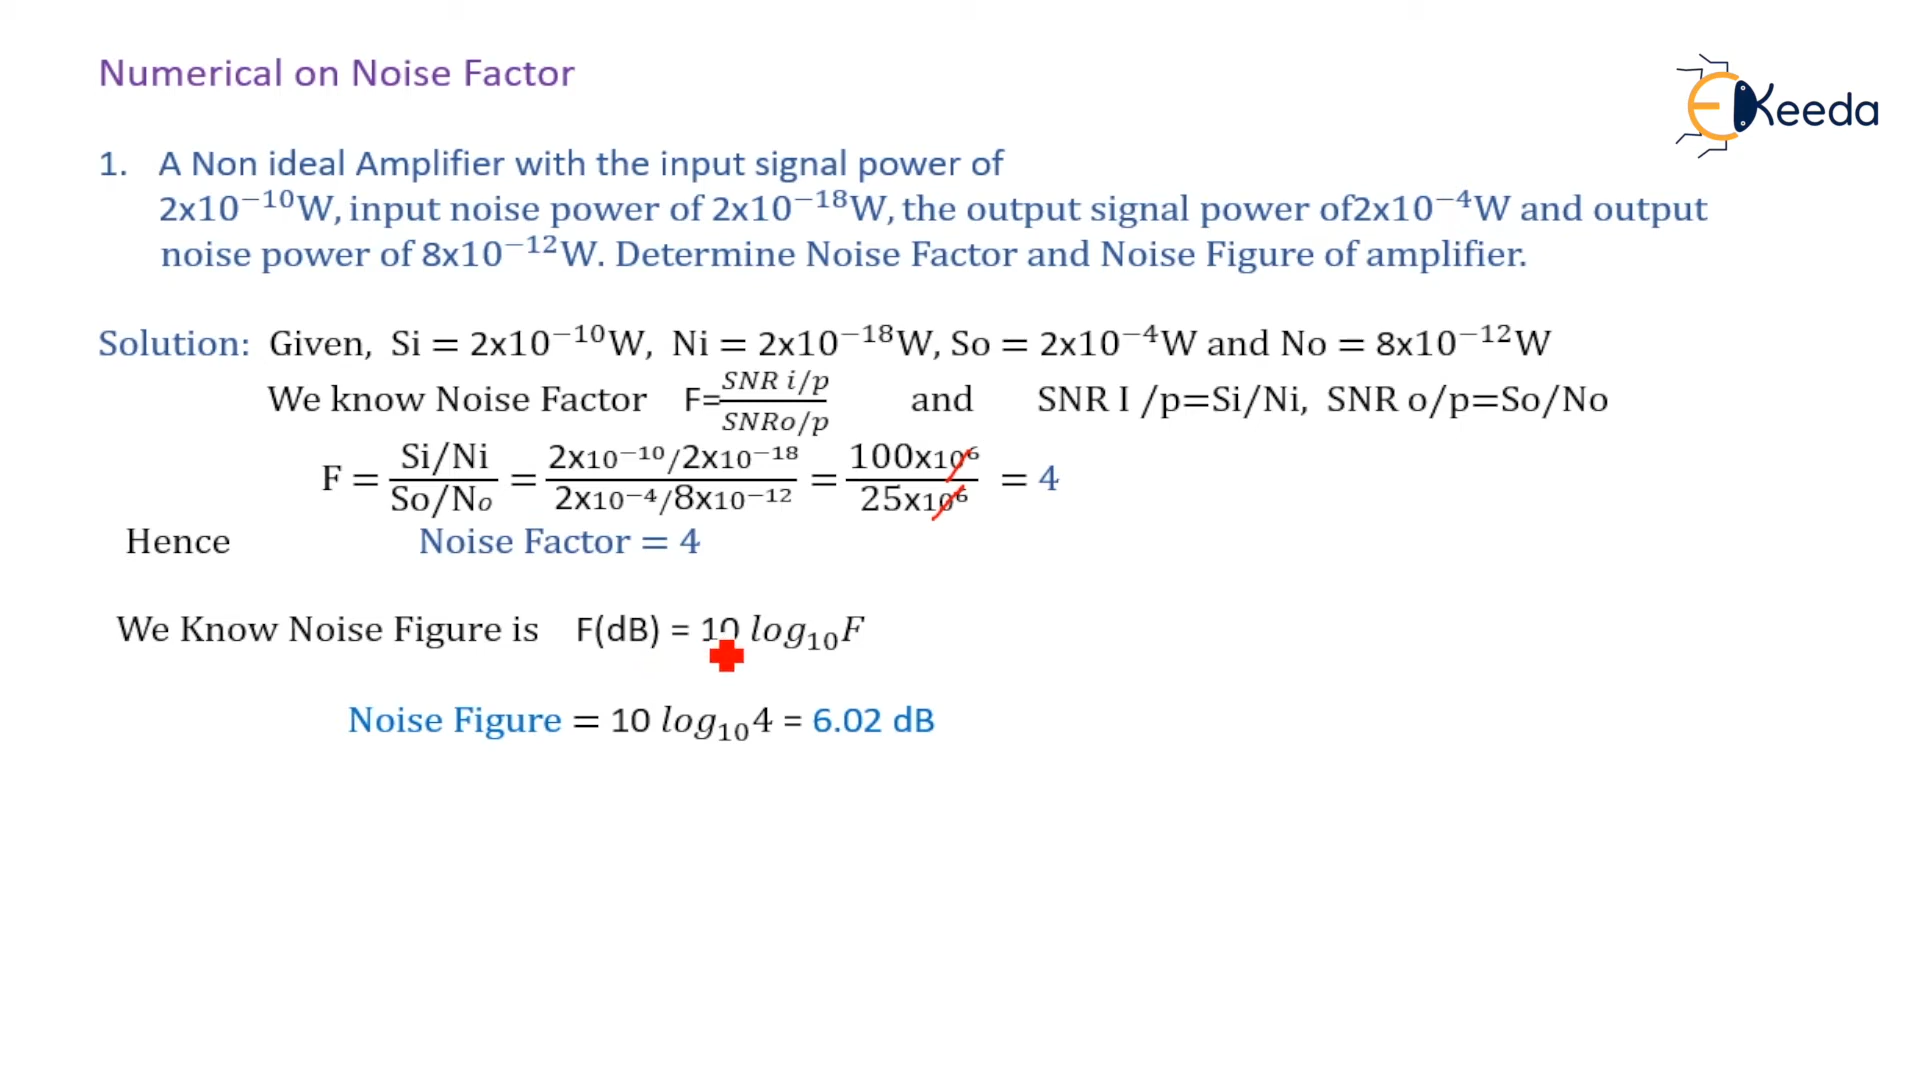 Numerical on Noise Factor
EKeeda
1. A Non ideal Amplifier with the input signal power of
2x10⁻¹⁰W, input noise power of 2x10⁻¹⁸W, the output signal power of2x10⁻⁴W and output
noise power of 8x10⁻¹²W. Determine Noise Factor and Noise Figure of amplifier.
Solution: Given, Si = 2x10⁻¹⁰W, Ni = 2x10⁻¹⁸W, So = 2x10⁻⁴W and No = 8x10⁻¹²W
We know Noise Factor F=SNR i/p / SNRo/p and SNR I /p=Si/Ni, SNR o/p=So/No
F = Si/Ni / So/No = 2x10⁻¹⁰/2x10⁻¹⁸ / 2x10⁻⁴/8x10⁻¹² = 100x10⁶ / 25x10⁶ = 4
Hence Noise Factor = 4
We Know Noise Figure is F(dB) = 10 log₁₀F
Noise Figure = 10 log₁₀4 = 6.02 dB